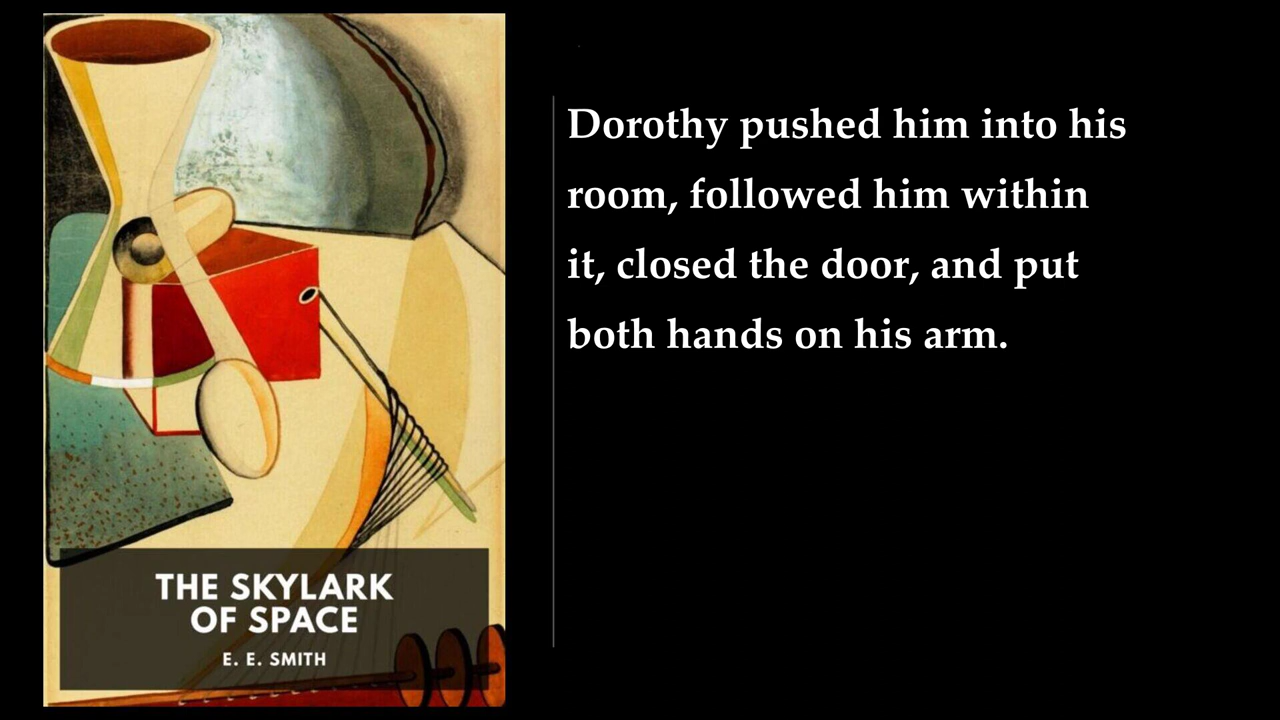 THE SKYLARK
OF SPACE
E. E. SMITH
Dorothy pushed him into his
room, followed him within
it, closed the door, and put
both hands on his arm.